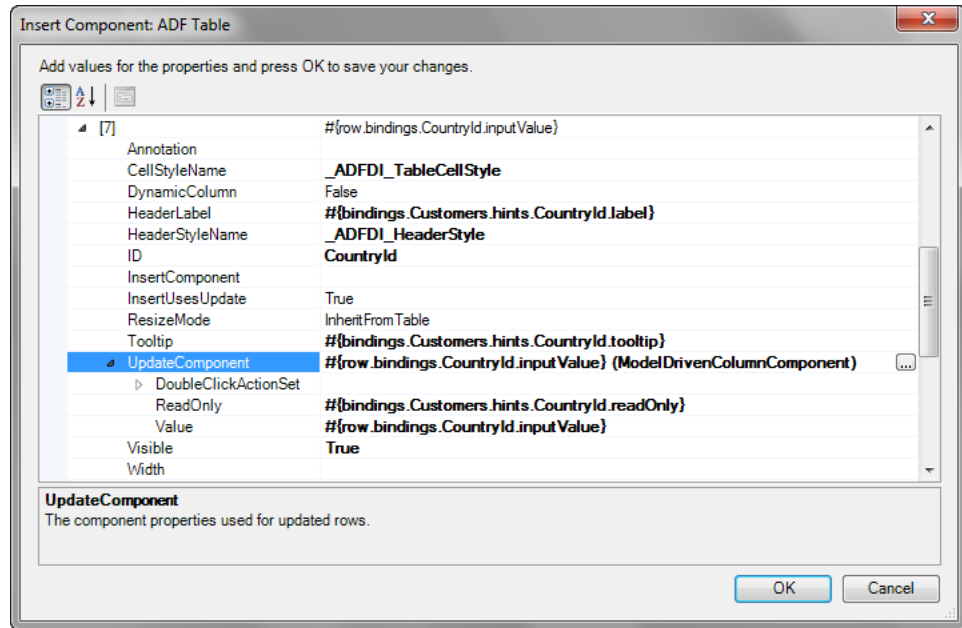 Insert Component: ADF Table
Add values for the properties and press OK to save your changes.
[7] #{row.bindings.CountryId.inputValue}
Annotation
CellStyleName _ADFDI_TableCellStyle
DynamicColumn False
HeaderLabel #{bindings.Customers.hints.CountryId.label}
HeaderStyleName _ADFDI_HeaderStyle
ID CountryId
InsertComponent
InsertUsesUpdate True
ResizeMode InheritFromTable
Tooltip #{bindings.Customers.hints.CountryId.tooltip}
UpdateComponent #{row.bindings.CountryId.inputValue} (ModelDrivenColumnComponent) ...
DoubleClickActionSet
ReadOnly #{bindings.Customers.hints.CountryId.readOnly}
Value #{row.bindings.CountryId.inputValue}
Visible True
Width
UpdateComponent
The component properties used for updated rows.
OK Cancel